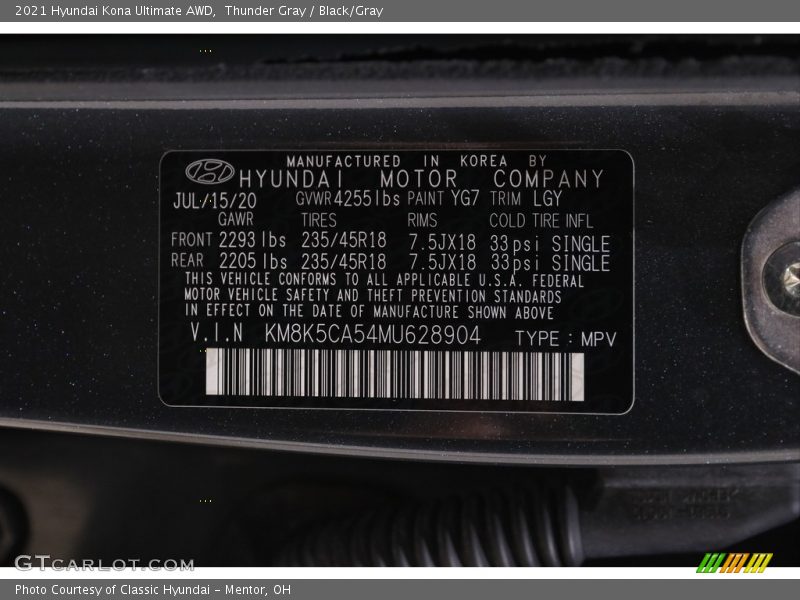 2021 Hyundai Kona Ultimate AWD,  Thunder Gray / Black/Gray
MANUFACTURED IN KOREA BY
HYUNDAI MOTOR COMPANY
JUL/15/20 GVWR 4255 lbs PAINT YG7 TRIM LGY
GAWR TIRES RIMS COLD TIRE INFL
FRONT 2293 lbs 235/45R18 7.5JX18 33psi SINGLE
REAR 2205 lbs 235/45R18 7.5JX18 33psi SINGLE
THIS VEHICLE CONFORMS TO ALL APPLICABLE U.S.A. FEDERAL
MOTOR VEHICLE SAFETY AND THEFT PREVENTION STANDARDS
IN EFFECT ON THE DATE OF MANUFACTURE SHOWN ABOVE
V.I.N KM8K5CA54MU628904 TYPE : MPV
GTCARLOT.COM
Photo Courtesy of Classic Hyundai - Mentor, OH